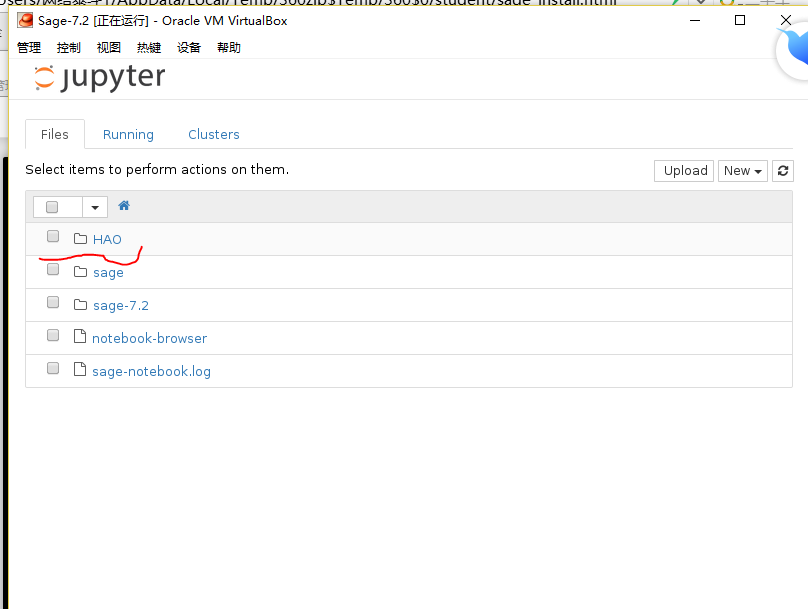 /AppData/Local/Temp/360zip$Temp/360$0/student/sage_install.html
Sage-7.2 [正在运行] - Oracle VM VirtualBox
管理 控制 视图 热键 设备 帮助
jupyter
Files Running Clusters
Select items to perform actions on them.
Upload New
HAO
sage
sage-7.2
notebook-browser
sage-notebook.log